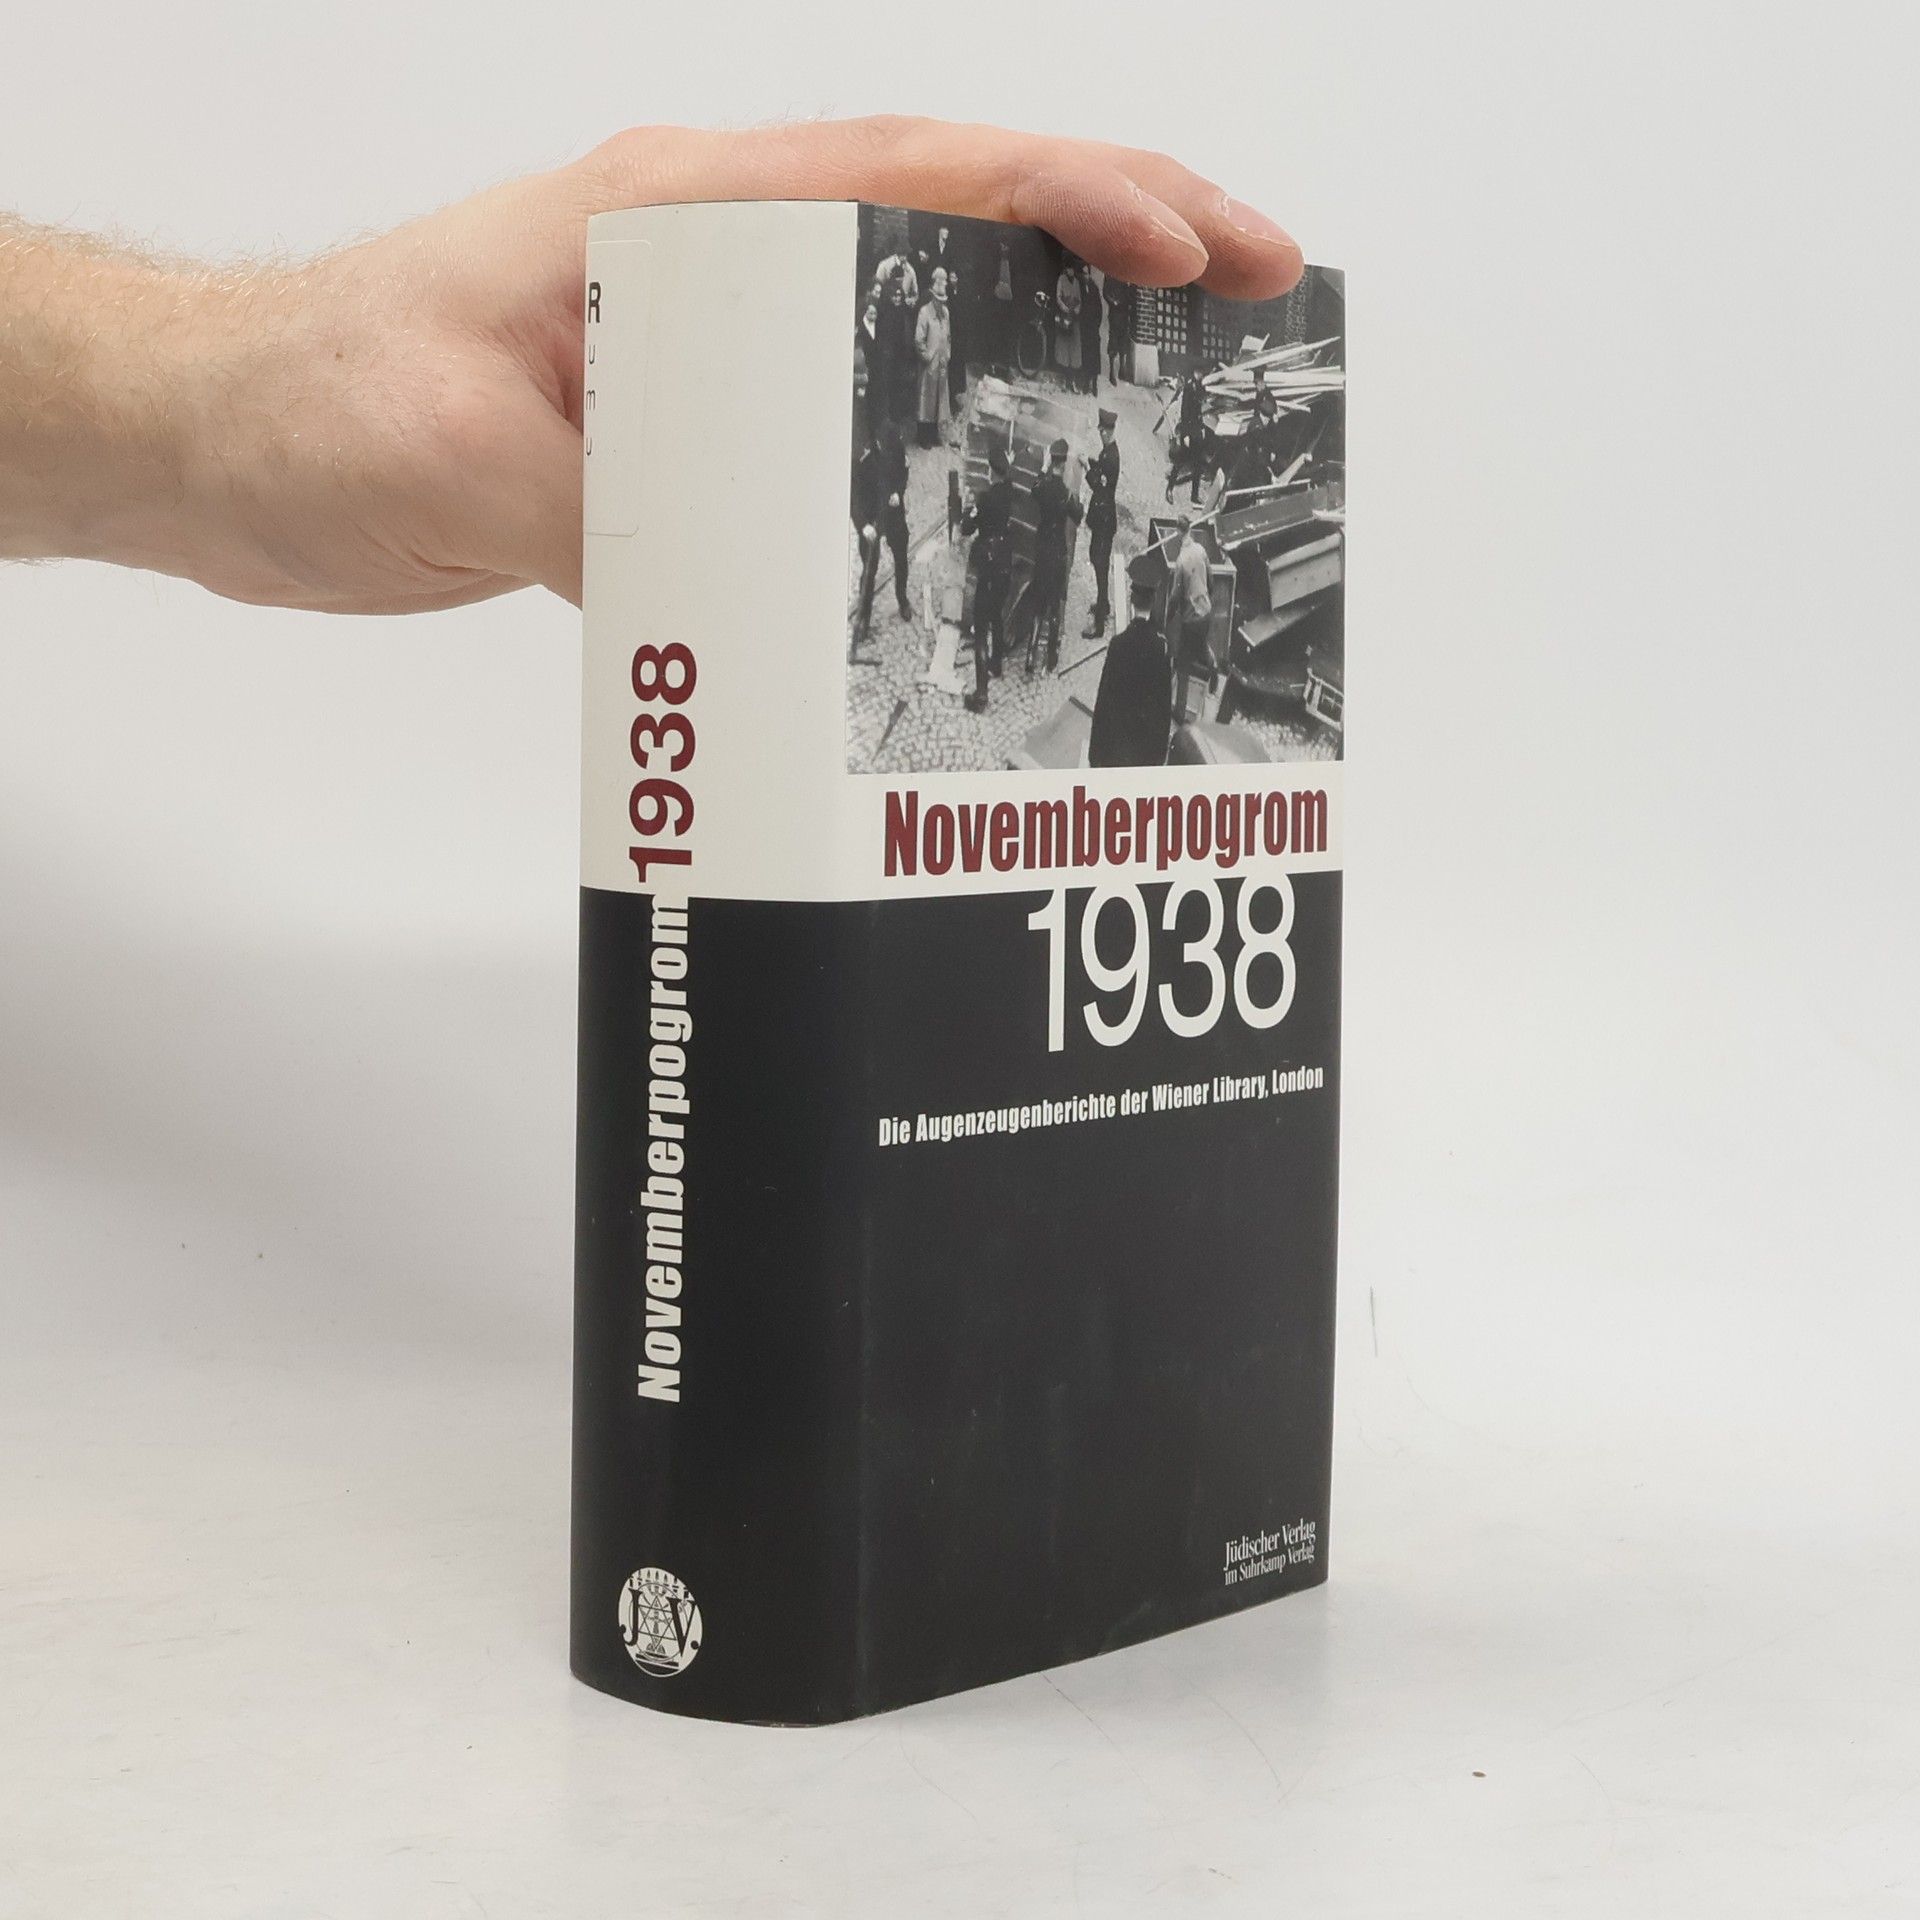 R
u
m
u
Novemberpogrom 1938
J.V.
Novemberpogrom
1938
Die Augenzeugenberichte der Wiener Library, London
Jüdischer Verlag
im Suhrkamp Verlag